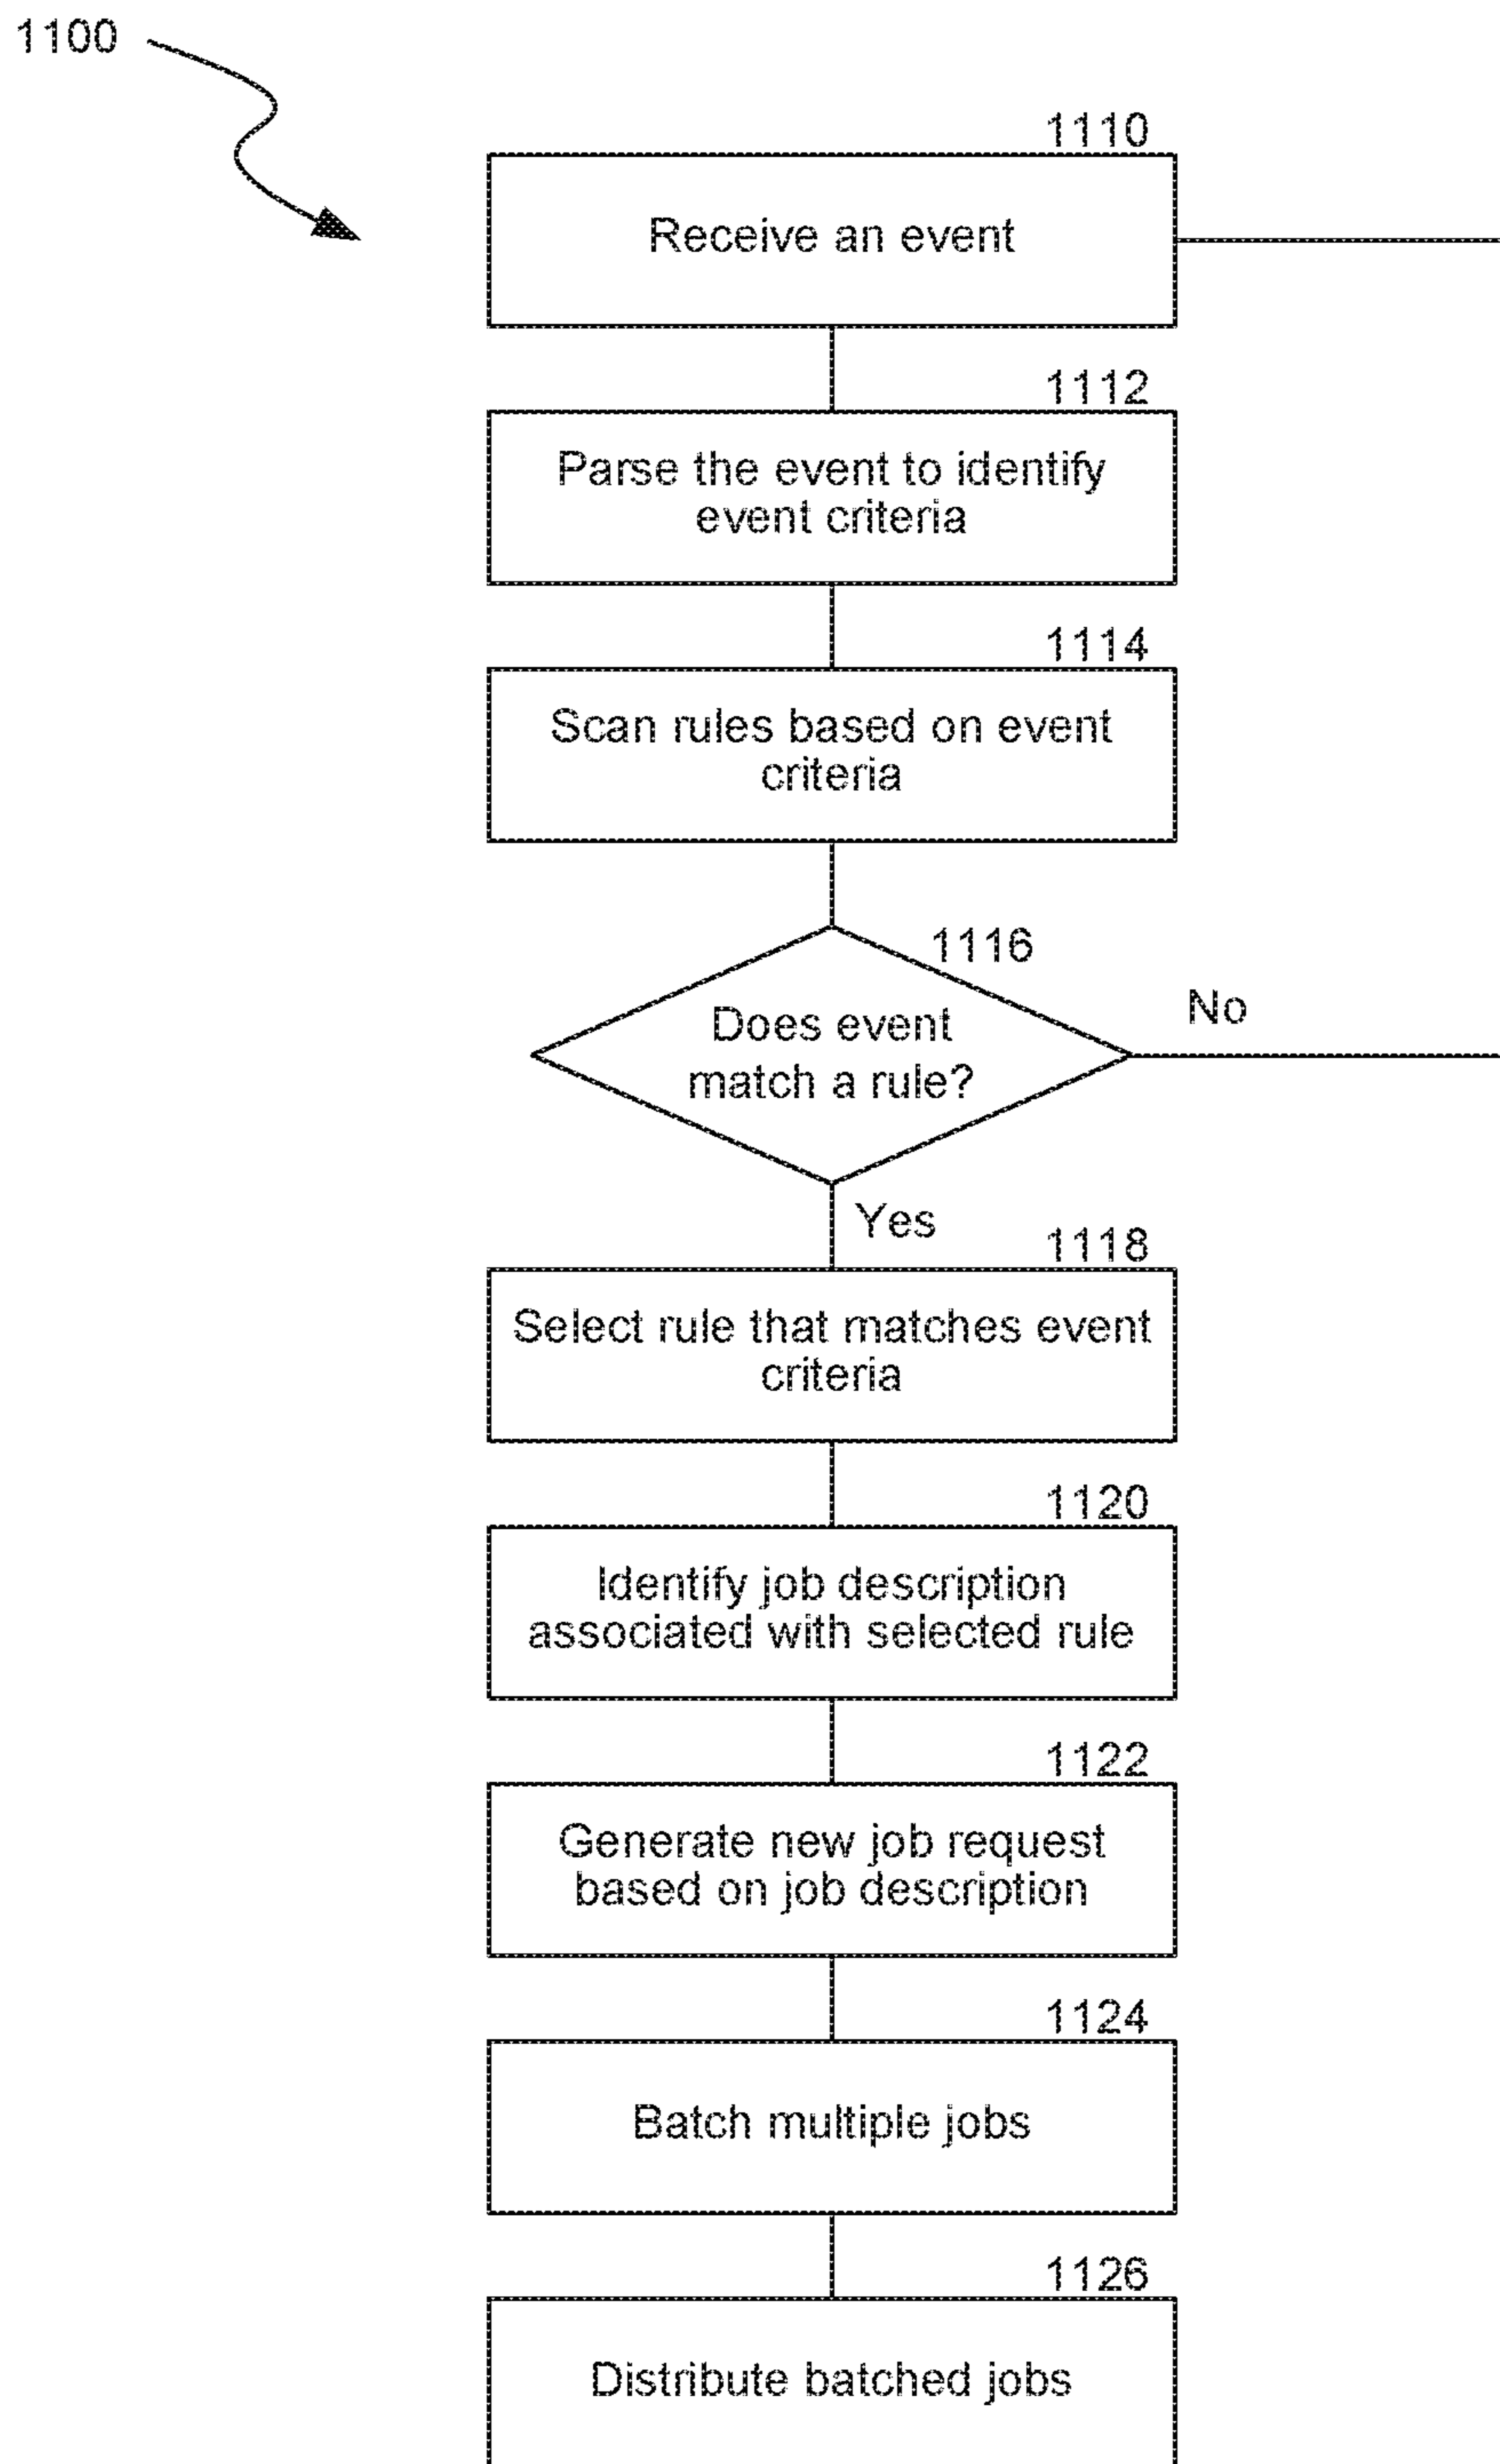 1100
1110
Receive an event
1112
Parse the event to identify
event criteria
1114
Scan rules based on event
criteria
1116
Does event
match a rule?
No
Yes
1118
Select rule that matches event
criteria
1120
Identify job description
associated with selected rule
1122
Generate new job request
based on job description
1124
Batch multiple jobs
1126
Distribute batched jobs